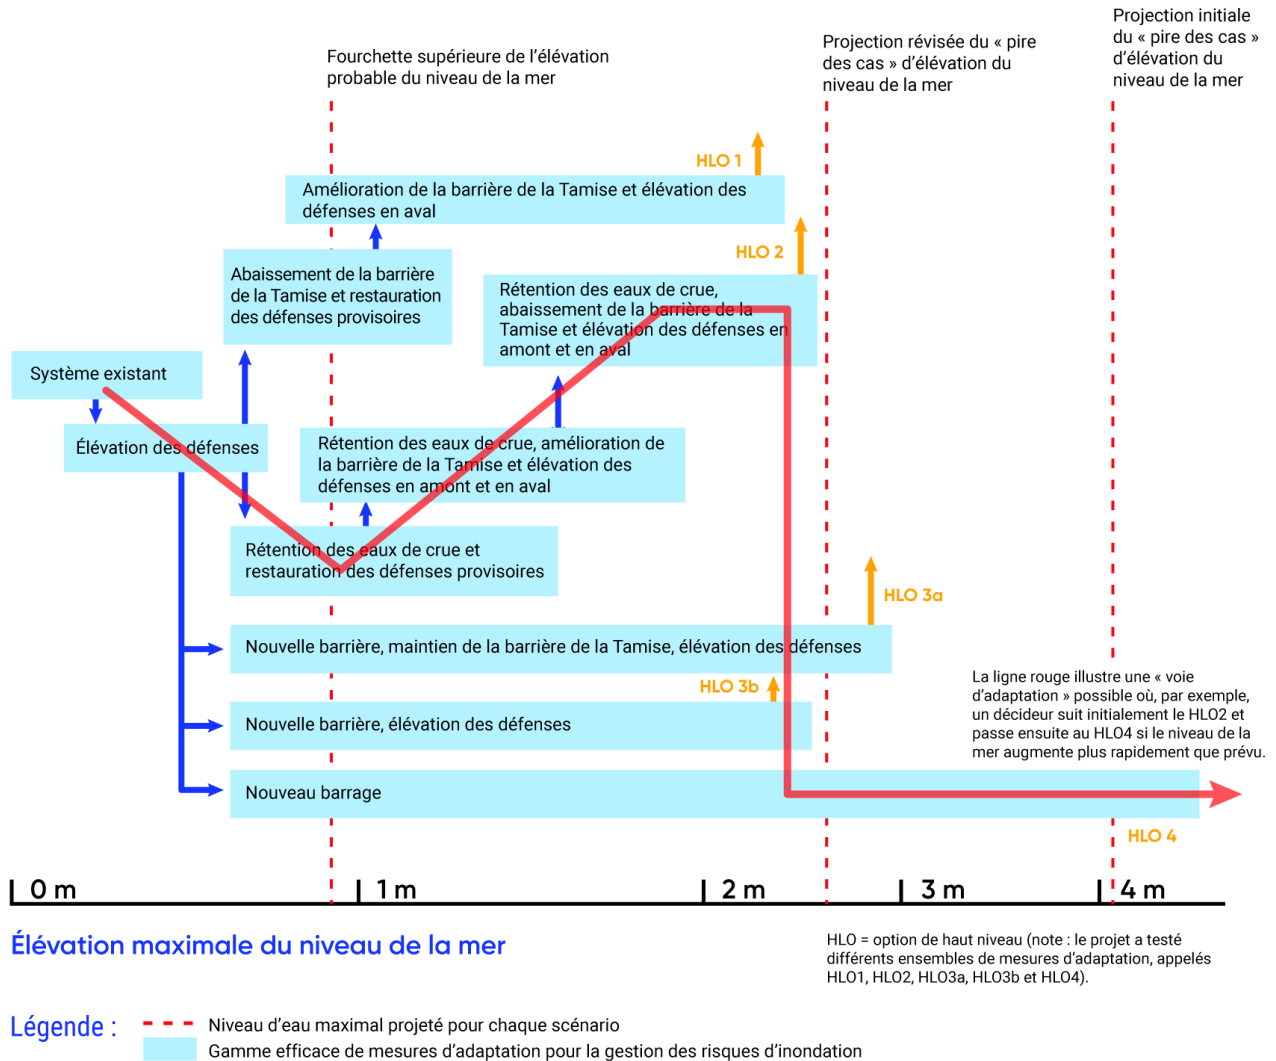 Fourchette supérieure de l'élévation
probable du niveau de la mer
Projection révisée du « pire
des cas » d'élévation du
niveau de la mer
Projection initiale
du « pire des cas »
d'élévation du
niveau de la mer
HLO 1
Amélioration de la barrière de la Tamise et élévation des
défenses en aval
HLO 2
Abaissement de la barrière
de la Tamise et restauration
des défenses provisoires
Rétention des eaux de crue,
abaissement de la barrière de la
Tamise et élévation des défenses en
amont et en aval
Système existant
Élévation des défenses
Rétention des eaux de crue, amélioration de
la barrière de la Tamise et élévation des
défenses en amont et en aval
Rétention des eaux de crue et
restauration des défenses provisoires
HLO 3a
Nouvelle barrière, maintien de la barrière de la Tamise, élévation des défenses
HLO 3b
Nouvelle barrière, élévation des défenses
La ligne rouge illustre une « voie
d'adaptation » possible où, par exemple,
un décideur suit initialement le HLO2 et
passe ensuite au HLO4 si le niveau de la
mer augmente plus rapidement que prévu.
Nouveau barrage
HLO 4
0 m 1 m 2 m 3 m 4 m
Élévation maximale du niveau de la mer
HLO = option de haut niveau (note : le projet a testé
différents ensembles de mesures d'adaptation, appelés
HLO1, HLO2, HLO3a, HLO3b et HLO4).
Légende :
Niveau d'eau maximal projeté pour chaque scénario
Gamme efficace de mesures d'adaptation pour la gestion des risques d'inondation